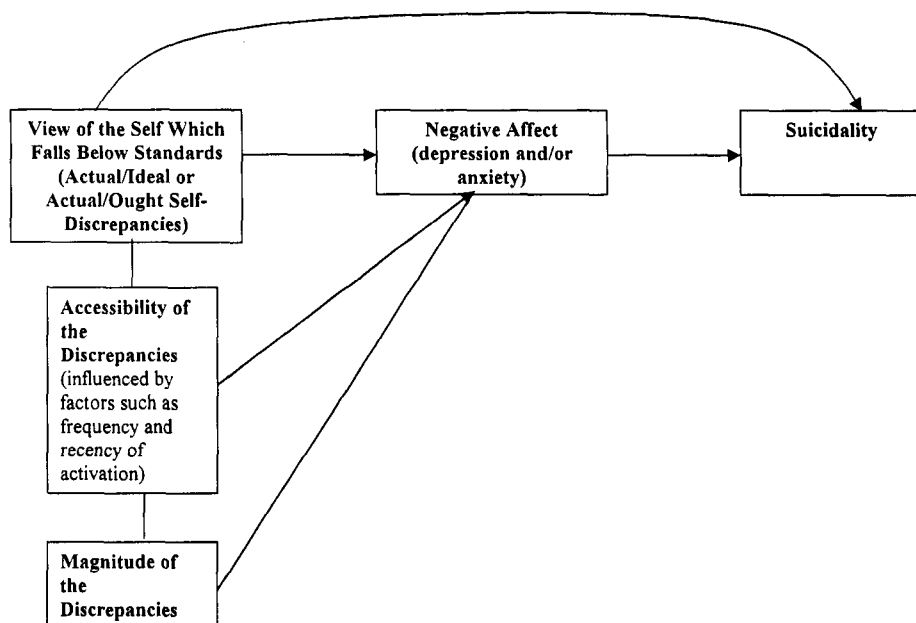 View of the Self Which
Falls Below Standards
(Actual/Ideal or
Actual/Ought Self-
Discrepancies)
Negative Affect
(depression and/or
anxiety)
Suicidality
Accessibility of
the
Discrepancies
(influenced by
factors such as
frequency and
recency of
activation)
Magnitude of
the
Discrepancies